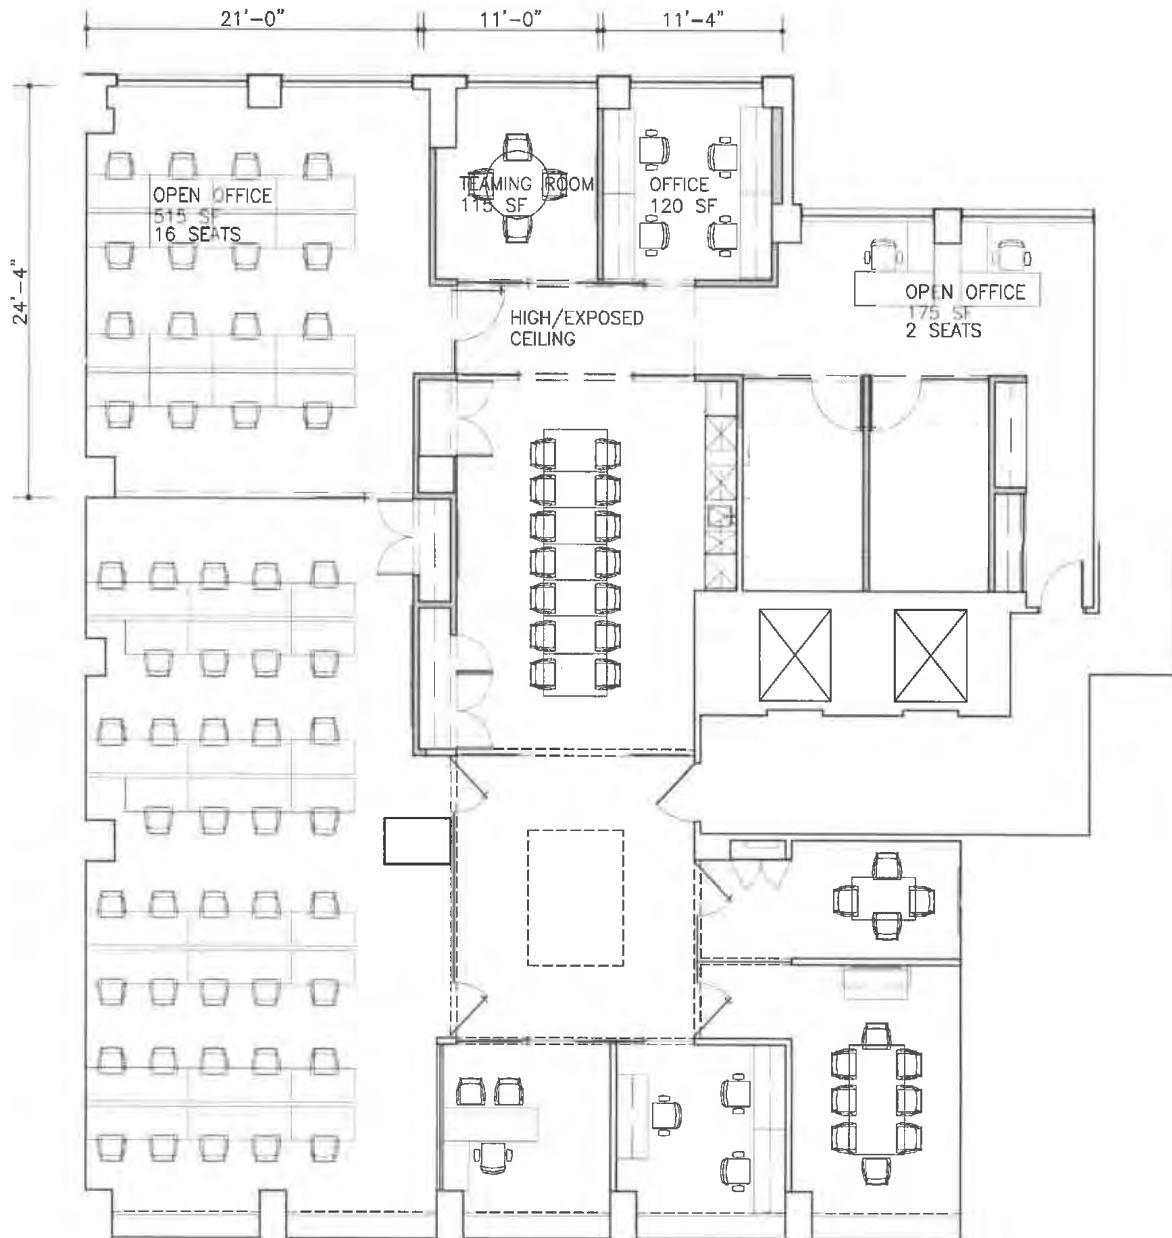 21'-0"
11'-0"
11'-4"
24'-4"
OPEN OFFICE
515 SF
16 SEATS
TEAMING ROOM
115 SF
OFFICE
120 SF
OPEN OFFICE
175 SF
2 SEATS
HIGH/EXPOSED
CEILING